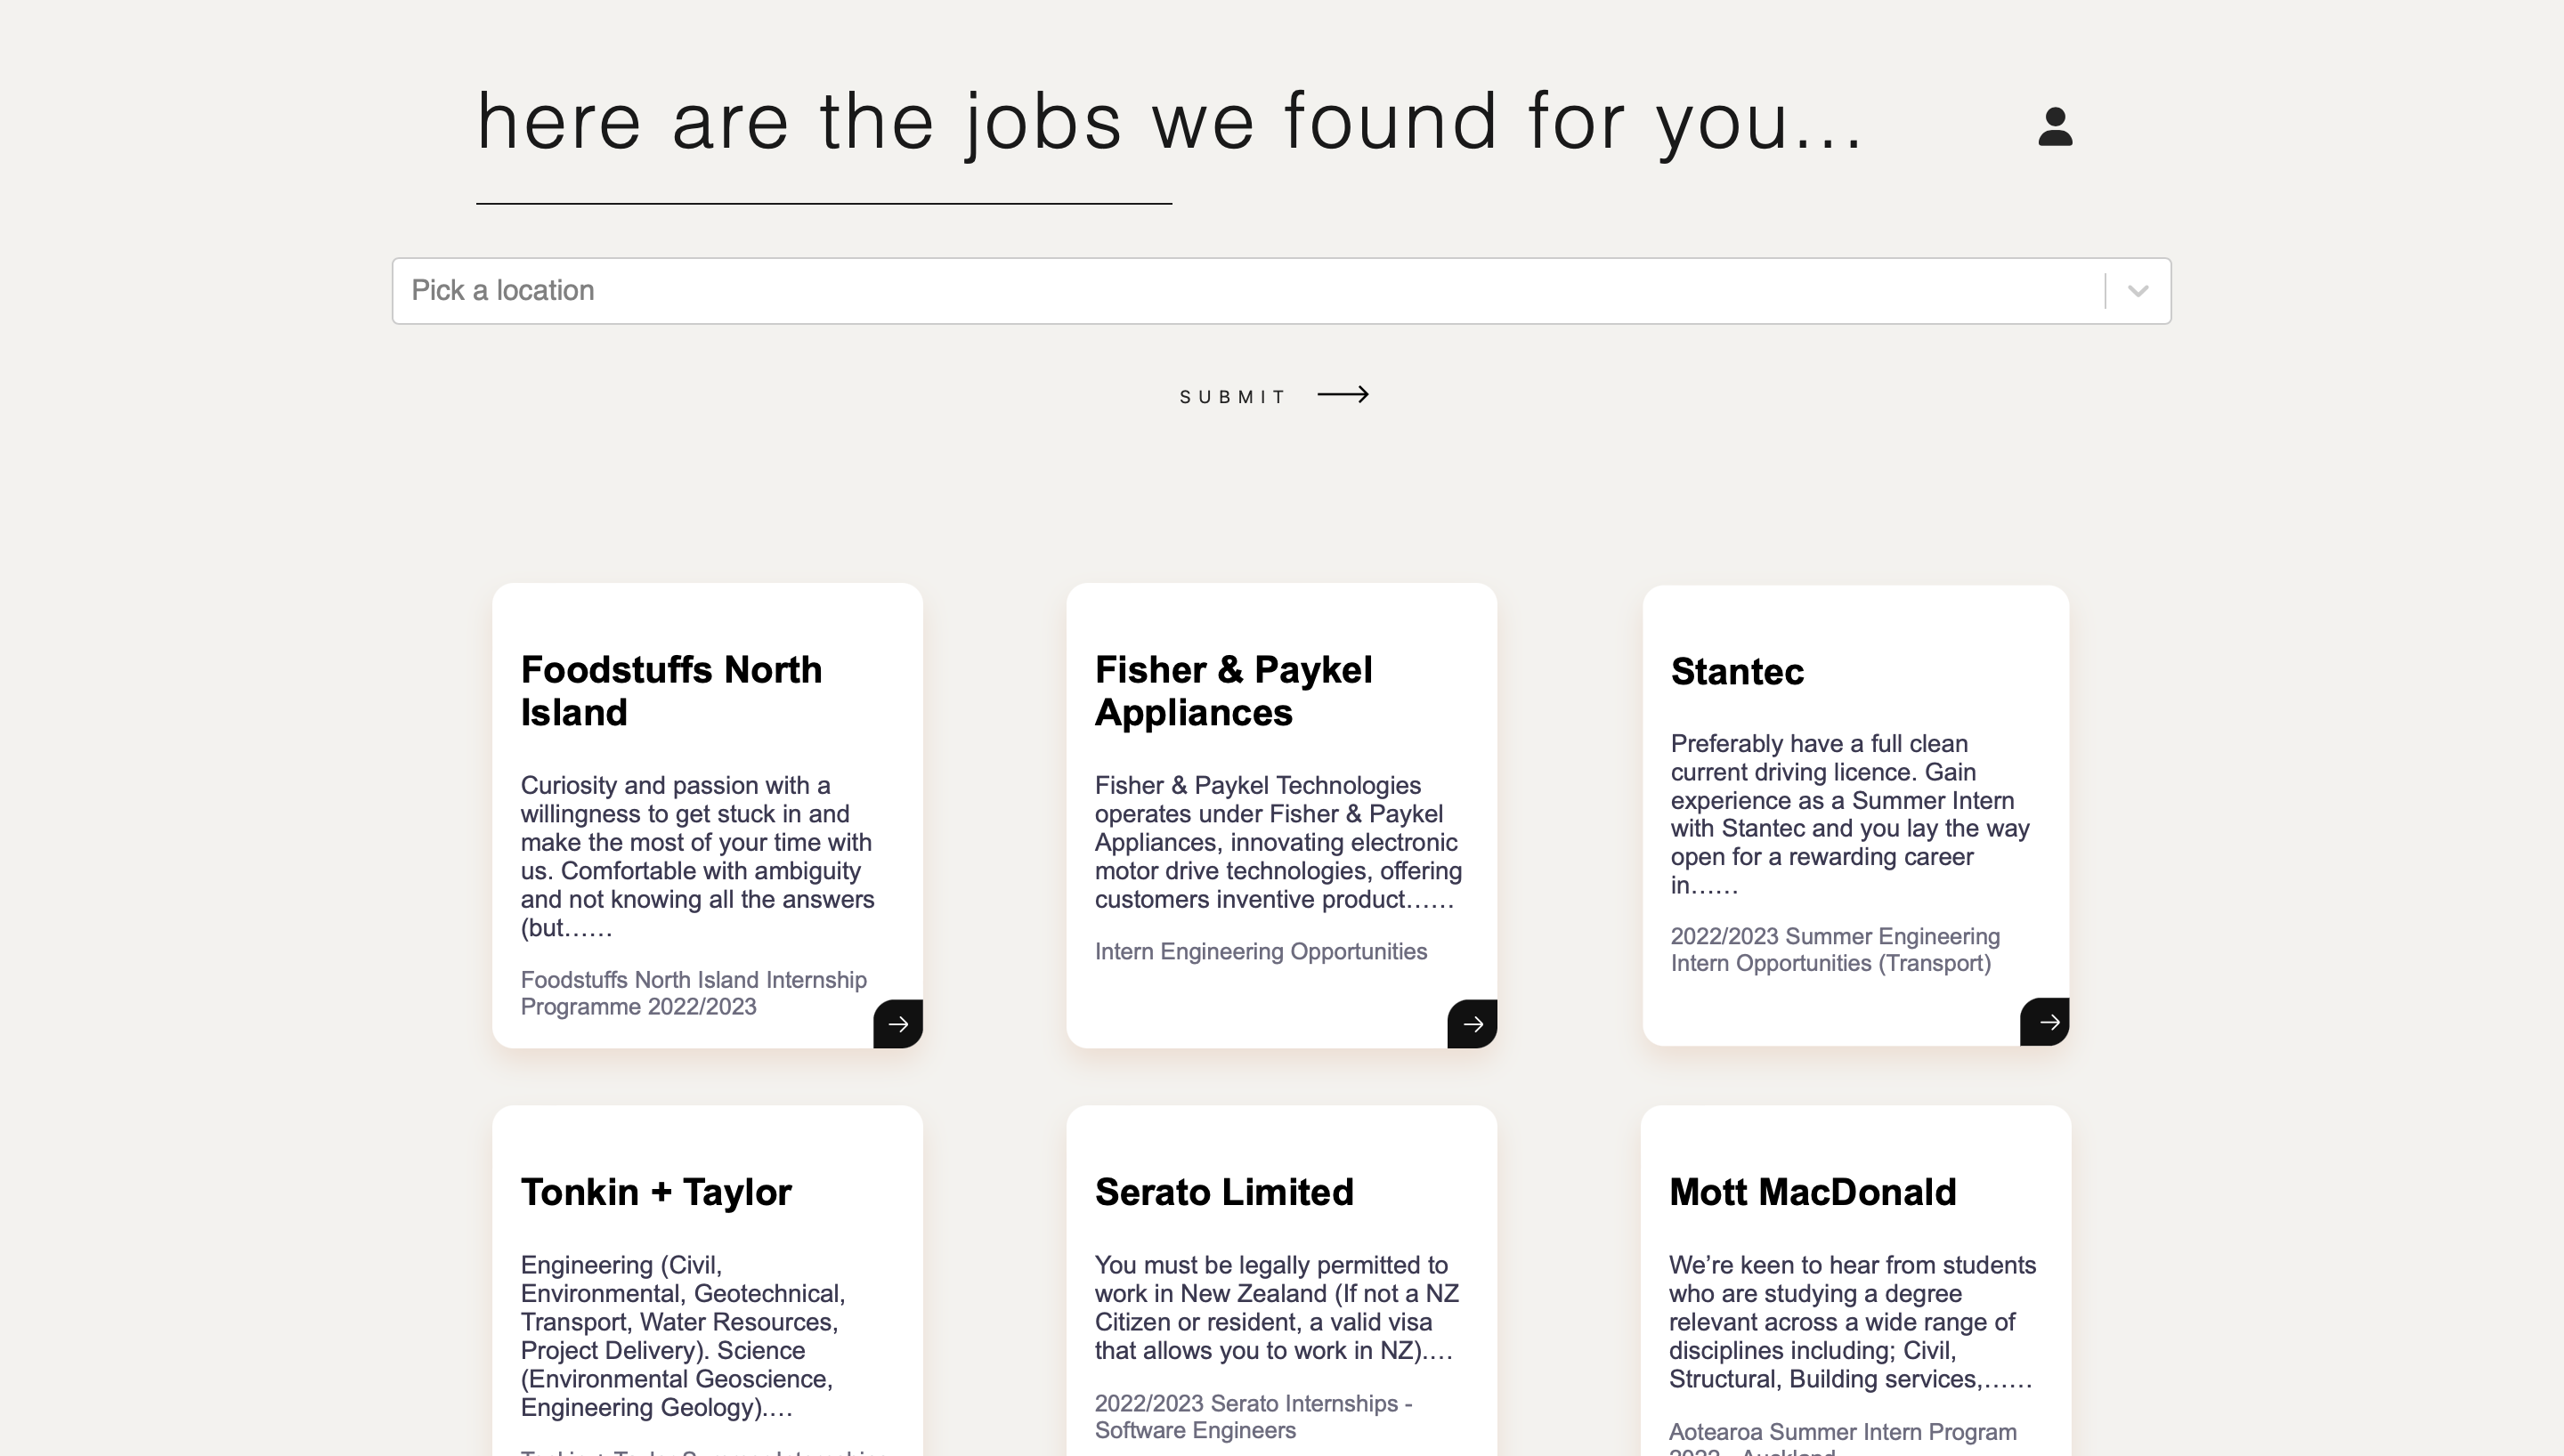 here are the jobs we found for you...
Pick a location
SUBMIT
Foodstuffs North
Island
Curiosity and passion with a
willingness to get stuck in and
make the most of your time with
us. Comfortable with ambiguity
and not knowing all the answers
(but……
Foodstuffs North Island Internship
Programme 2022/2023
Fisher & Paykel
Appliances
Fisher & Paykel Technologies
operates under Fisher & Paykel
Appliances, innovating electronic
motor drive technologies, offering
customers inventive product……
Intern Engineering Opportunities
Stantec
Preferably have a full clean
current driving licence. Gain
experience as a Summer Intern
with Stantec and you lay the way
open for a rewarding career
in……
2022/2023 Summer Engineering
Intern Opportunities (Transport)
Tonkin + Taylor
Engineering (Civil,
Environmental, Geotechnical,
Transport, Water Resources,
Project Delivery). Science
(Environmental Geoscience,
Engineering Geology).…
Serato Limited
You must be legally permitted to
work in New Zealand (If not a NZ
Citizen or resident, a valid visa
that allows you to work in NZ).…
2022/2023 Serato Internships -
Software Engineers
Mott MacDonald
We’re keen to hear from students
who are studying a degree
relevant across a wide range of
disciplines including; Civil,
Structural, Building services,……
Aotearoa Summer Intern Program